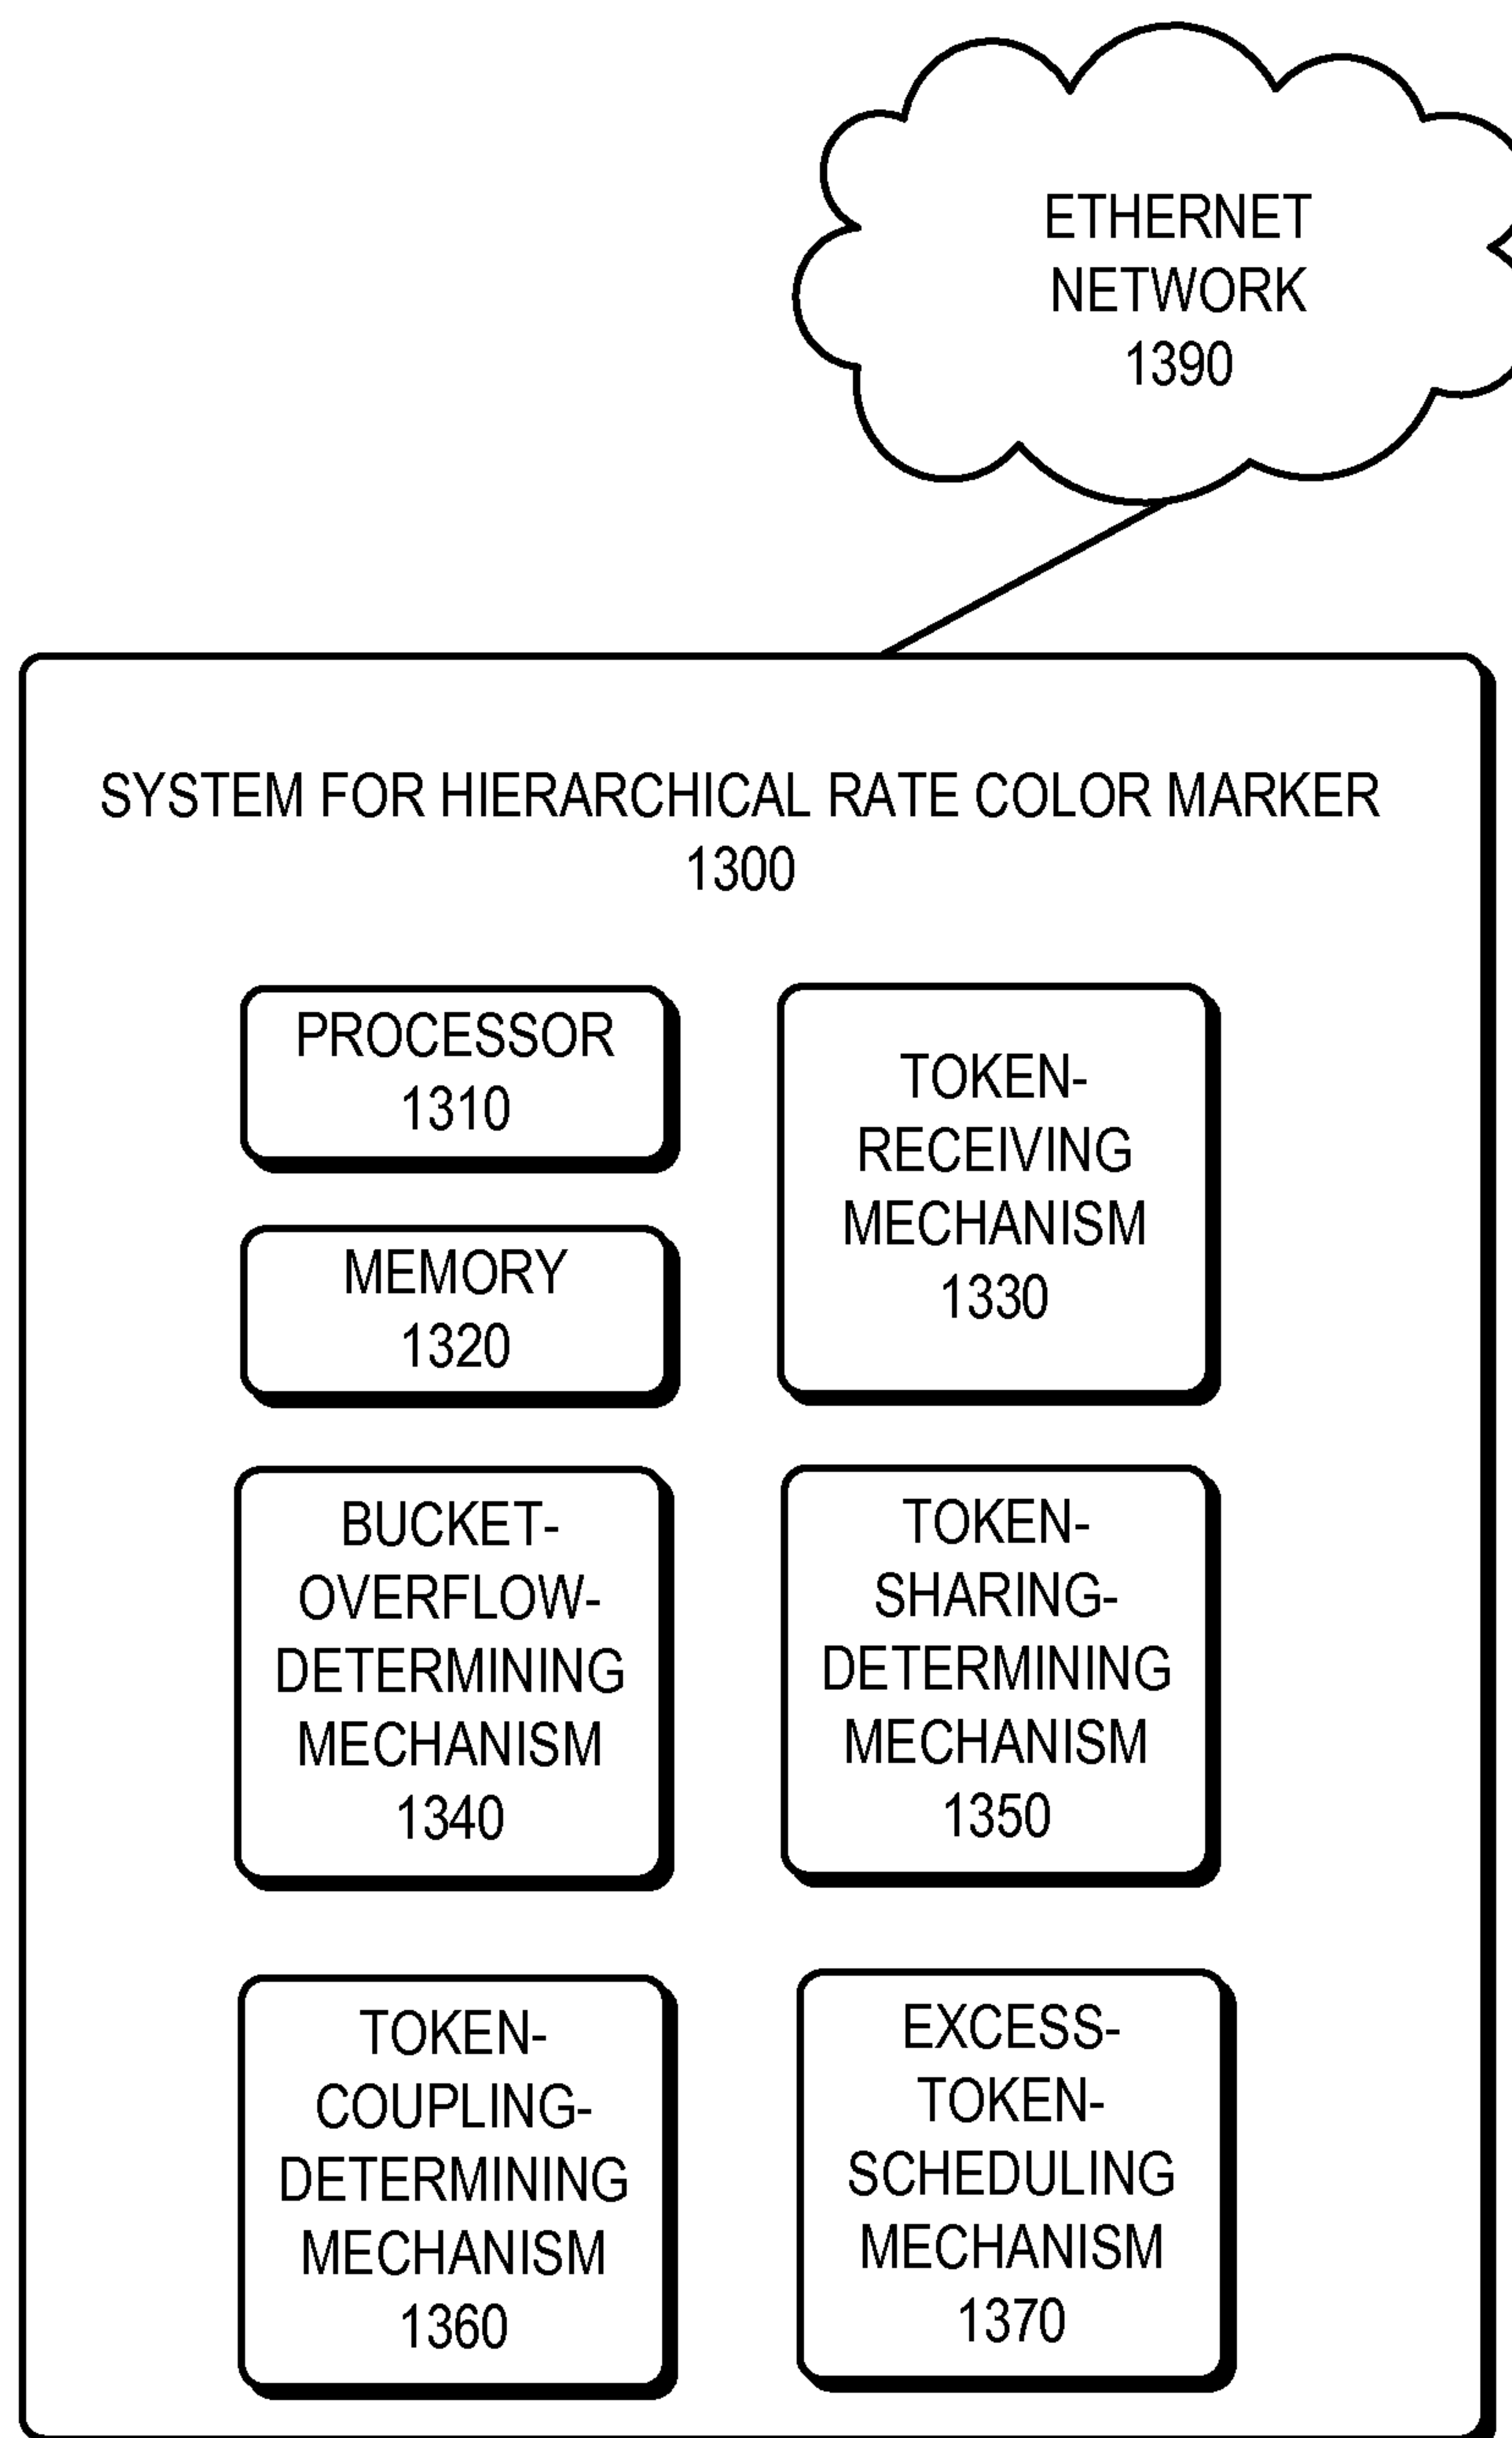 ETHERNET
NETWORK
1390
SYSTEM FOR HIERARCHICAL RATE COLOR MARKER
1300
PROCESSOR
1310
TOKEN-
RECEIVING
MECHANISM
1330
MEMORY
1320
BUCKET-
OVERFLOW-
DETERMINING
MECHANISM
1340
TOKEN-
SHARING-
DETERMINING
MECHANISM
1350
TOKEN-
COUPLING-
DETERMINING
MECHANISM
1360
EXCESS-
TOKEN-
SCHEDULING
MECHANISM
1370